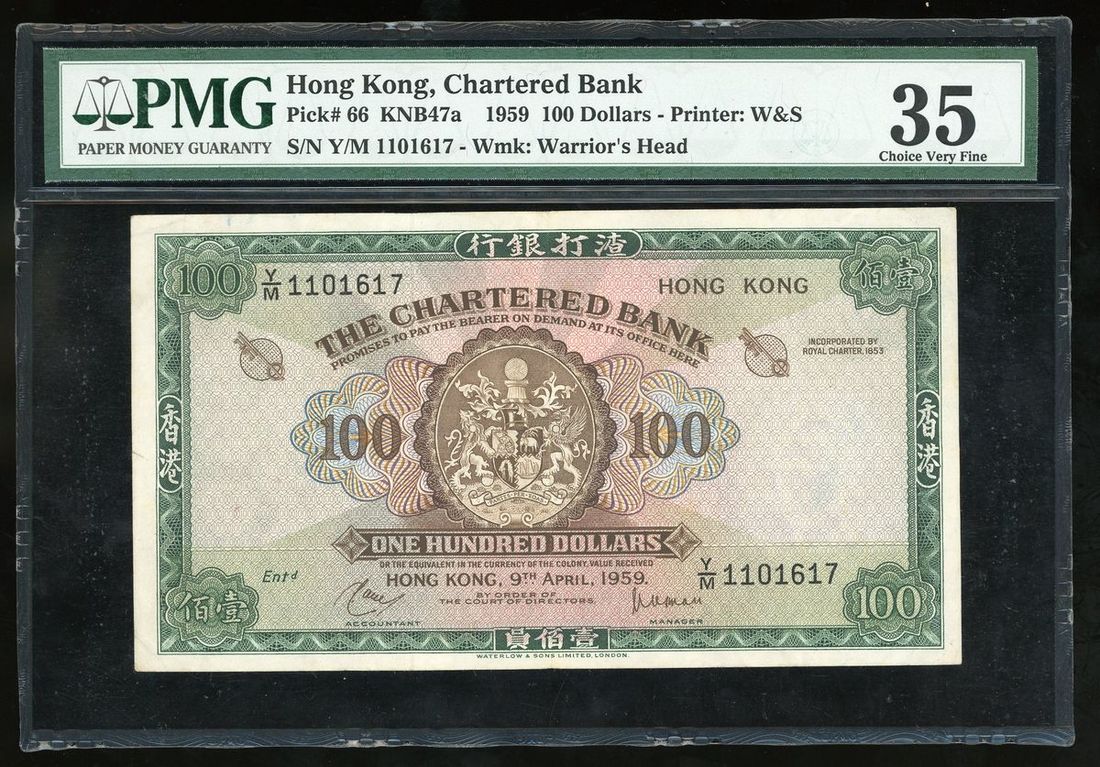 PMG
PAPER MONEY GUARANTY
Hong Kong, Chartered Bank
Pick# 66 KNB47a 1959 100 Dollars - Printer: W&S
S/N Y/M 1101617 - Wmk: Warrior's Head
35
Choice Very Fine
行銀打渣
100
Y/M 1101617
HONG KONG
佰壹
THE CHARTERED BANK
PROMISES TO PAY THE BEARER ON DEMAND AT ITS OFFICE HERE
INCORPORATED BY
ROYAL CHARTER, 1853
香港
100
100
香港
ONE HUNDRED DOLLARS
OR THE EQUIVALENT IN THE CURRENCY OF THE COLONY, VALUE RECEIVED
Entd
HONG KONG, 9TH APRIL, 1959.
Y/M 1101617
BY ORDER OF
THE COURT OF DIRECTORS.
佰壹
100
ACCOUNTANT
MANAGER
員佰壹
WATERLOW & SONS LIMITED, LONDON.